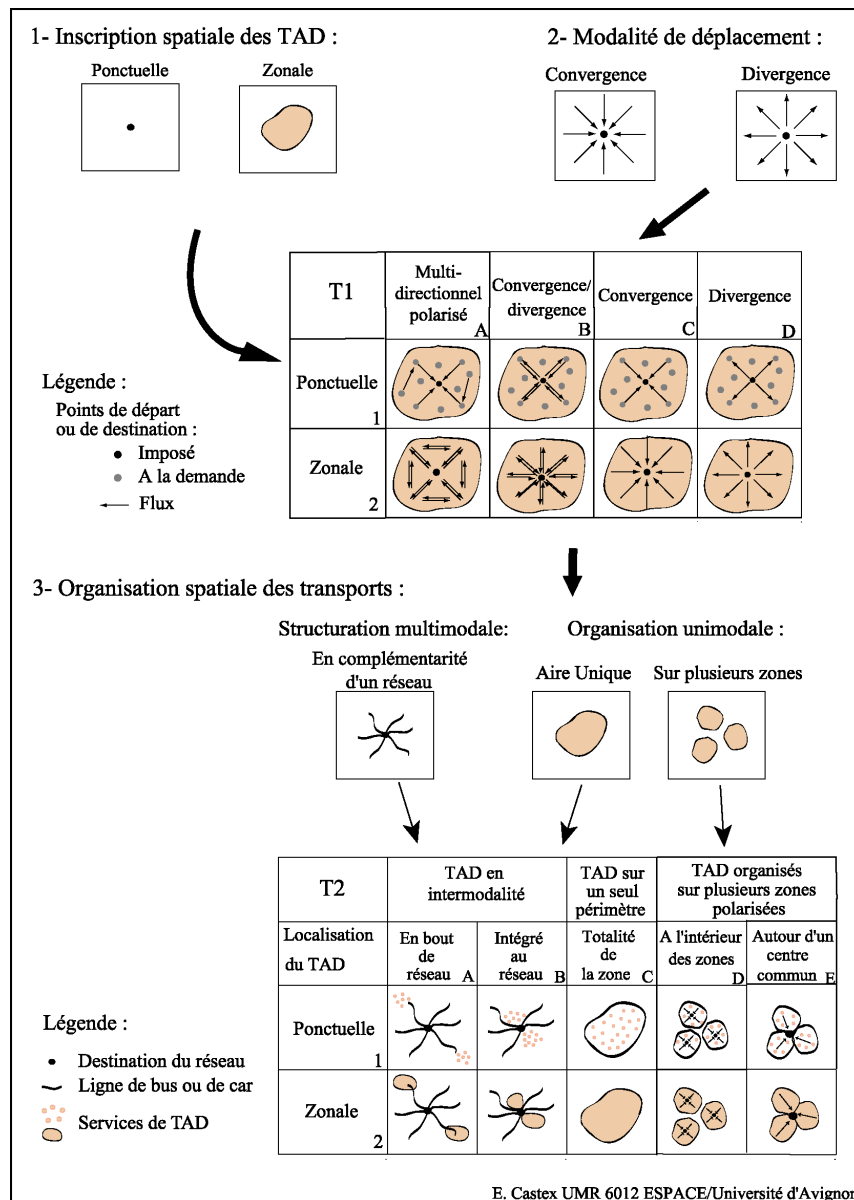 1- Inscription spatiale des TAD :
2- Modalité de déplacement :
Ponctuelle
Zonale
Convergence
Divergence
T1
Multi-
directionnel
polarisé
A
Convergence/
divergence
B
Convergence
C
Divergence
D
Ponctuelle
1
Zonale
2
Légende :
Points de départ
ou de destination :
Imposé
A la demande
Flux
3- Organisation spatiale des transports :
Structuration multimodale:
Organisation unimodale :
En complémentarité
d'un réseau
Aire Unique
Sur plusieurs zones
T2
TAD en
intermodalité
TAD sur
un seul
périmètre
TAD organisés
sur plusieurs zones
polarisées
Localisation
du TAD
En bout
de
réseau
A
Intégré
au
réseau
B
Totalité
de
la zone
C
A l'intérieur
des zones
D
Autour d'un
centre
commun
E
Ponctuelle
1
Zonale
2
Légende :
Destination du réseau
Ligne de bus ou de car
Services de TAD
E. Castex UMR 6012 ESPACE/Université d'Avignon